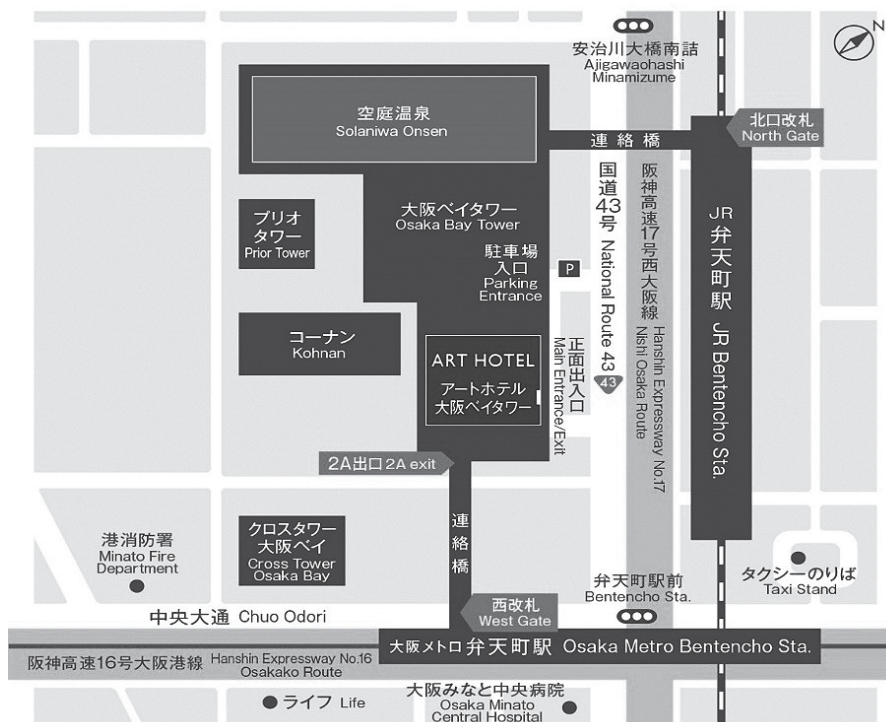 安治川大橋南詰
Ajigawaohashi
Minamizume
N
空庭温泉
Solaniwa Onsen
連絡橋
北口改札
North Gate
大阪ベイタワー
Osaka Bay Tower
ブリオ
タワー
Prior Tower
駐車場
入口
Parking
Entrance
P
国道43号 National Route 43
43
阪神高速17号西大阪線
Hanshin Expressway No.17
Nishi Osaka Route
JR弁天町駅 JR Bentencho Sta.
コーナン
Kohnan
ART HOTEL
アートホテル
大阪ベイタワー
正面出入口
Main Entrance/Exit
2A出口 2A exit
連絡橋
港消防署
Minato Fire
Department
クロスタワー
大阪ベイ
Cross Tower
Osaka Bay
弁天町駅前
Bentencho Sta.
タクシーのりば
Taxi Stand
中央大通 Chuo Odori
西改札
West Gate
大阪メトロ 弁天町駅 Osaka Metro Bentencho Sta.
阪神高速16号大阪港線
Hanshin Expressway No.16
Osakako Route
ライフ Life
大阪みなと中央病院
Osaka Minato
Central Hospital